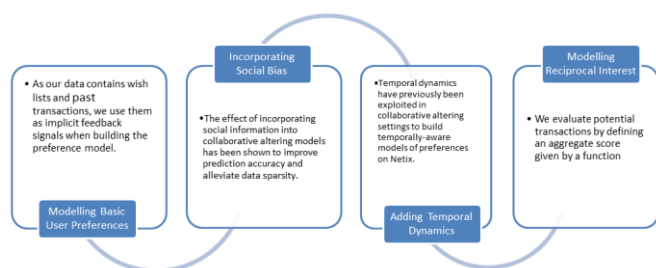 • As our data contains wish
lists and past
transactions, we use them
as implicit feedback
signals when building the
preference model.
Modelling Basic
User Preferences
Incorporating
Social Bias
•The effect of incorporating
social information into
collaborative altering models
has been shown to improve
prediction accuracy and
alleviate data sparsity.
•Temporal dynamics
have previously been
exploited in
collaborative altering
settings to build
temporally-aware
models of preferences
on Netix.
Adding Temporal
Dynamics
Modelling
Reciprocal Interest
• We evaluate potential
transactions by defining
an aggregate score
given by a function